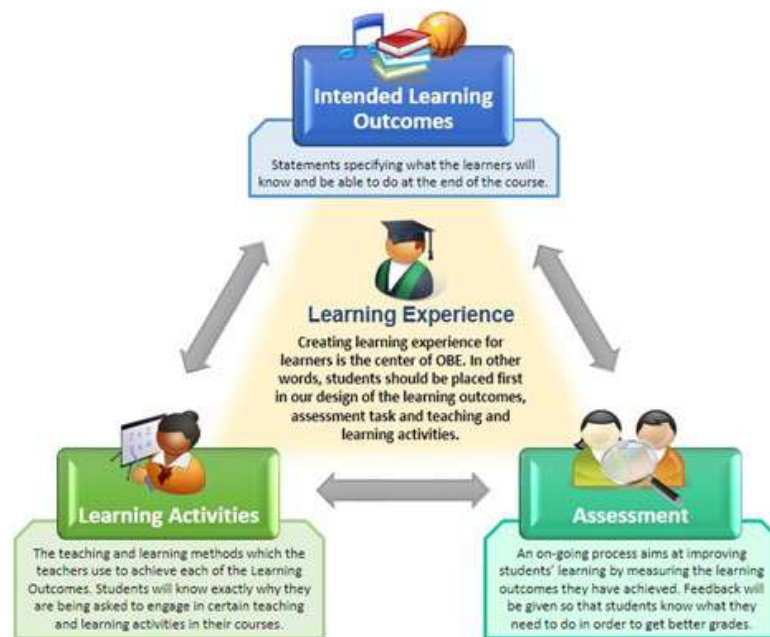 Intended Learning
Outcomes
Statements specifying what the learners will
know and be able to do at the end of the course.
Learning Experience
Creating learning experience for
learners is the center of OBE. In other
words, students should be placed first
in our design of the learning outcomes,
assessment task and teaching and
learning activities.
Learning Activities
The teaching and learning methods which the
teachers use to achieve each of the Learning
Outcomes. Students will know exactly why they
are being asked to engage in certain teaching
and learning activities in their courses.
Assessment
An on-going process aims at improving
students' learning by measuring the learning
outcomes they have achieved. Feedback will
be given so that students know what they
need to do in order to get better grades.